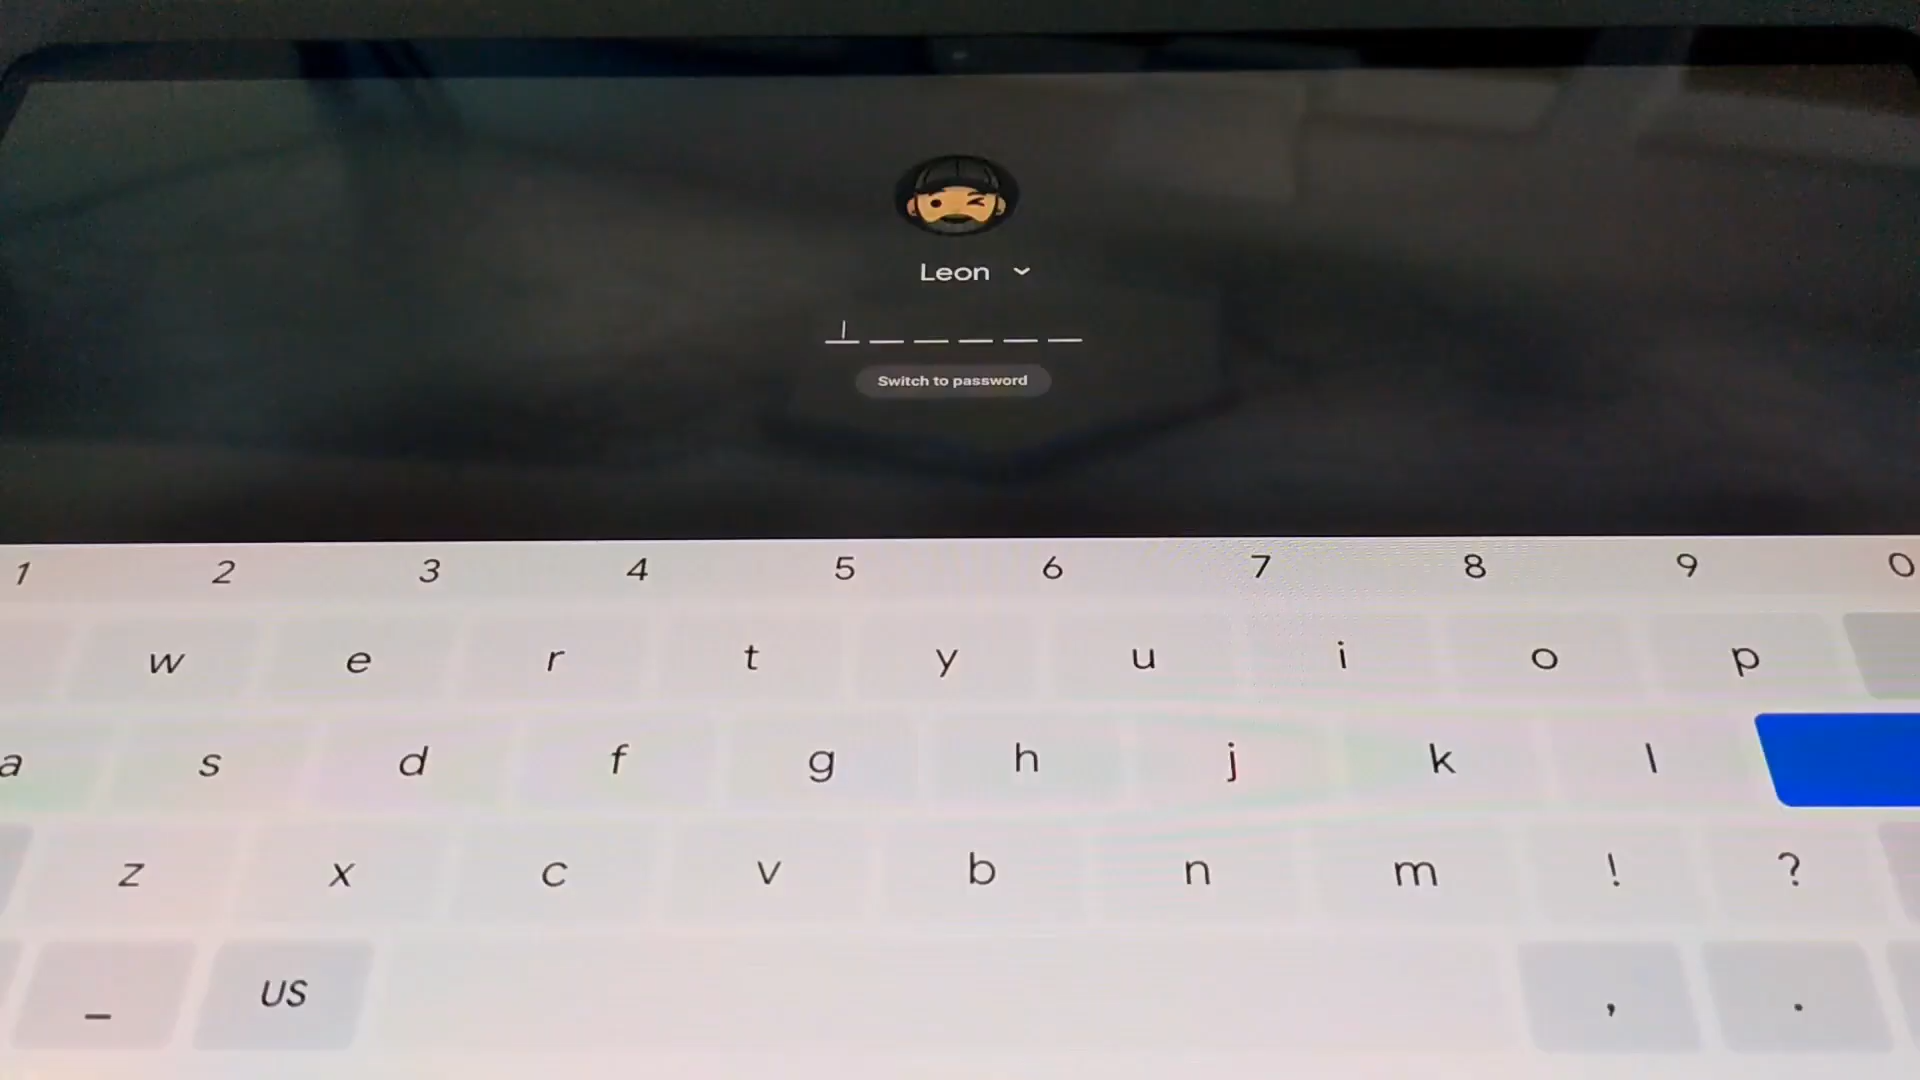 Leon
Switch to password
1 2 3 4 5 6 7 8 9 0
w e r t y u i o p
a s d f g h j k l
z x c v b n m ! ?
_ US , .